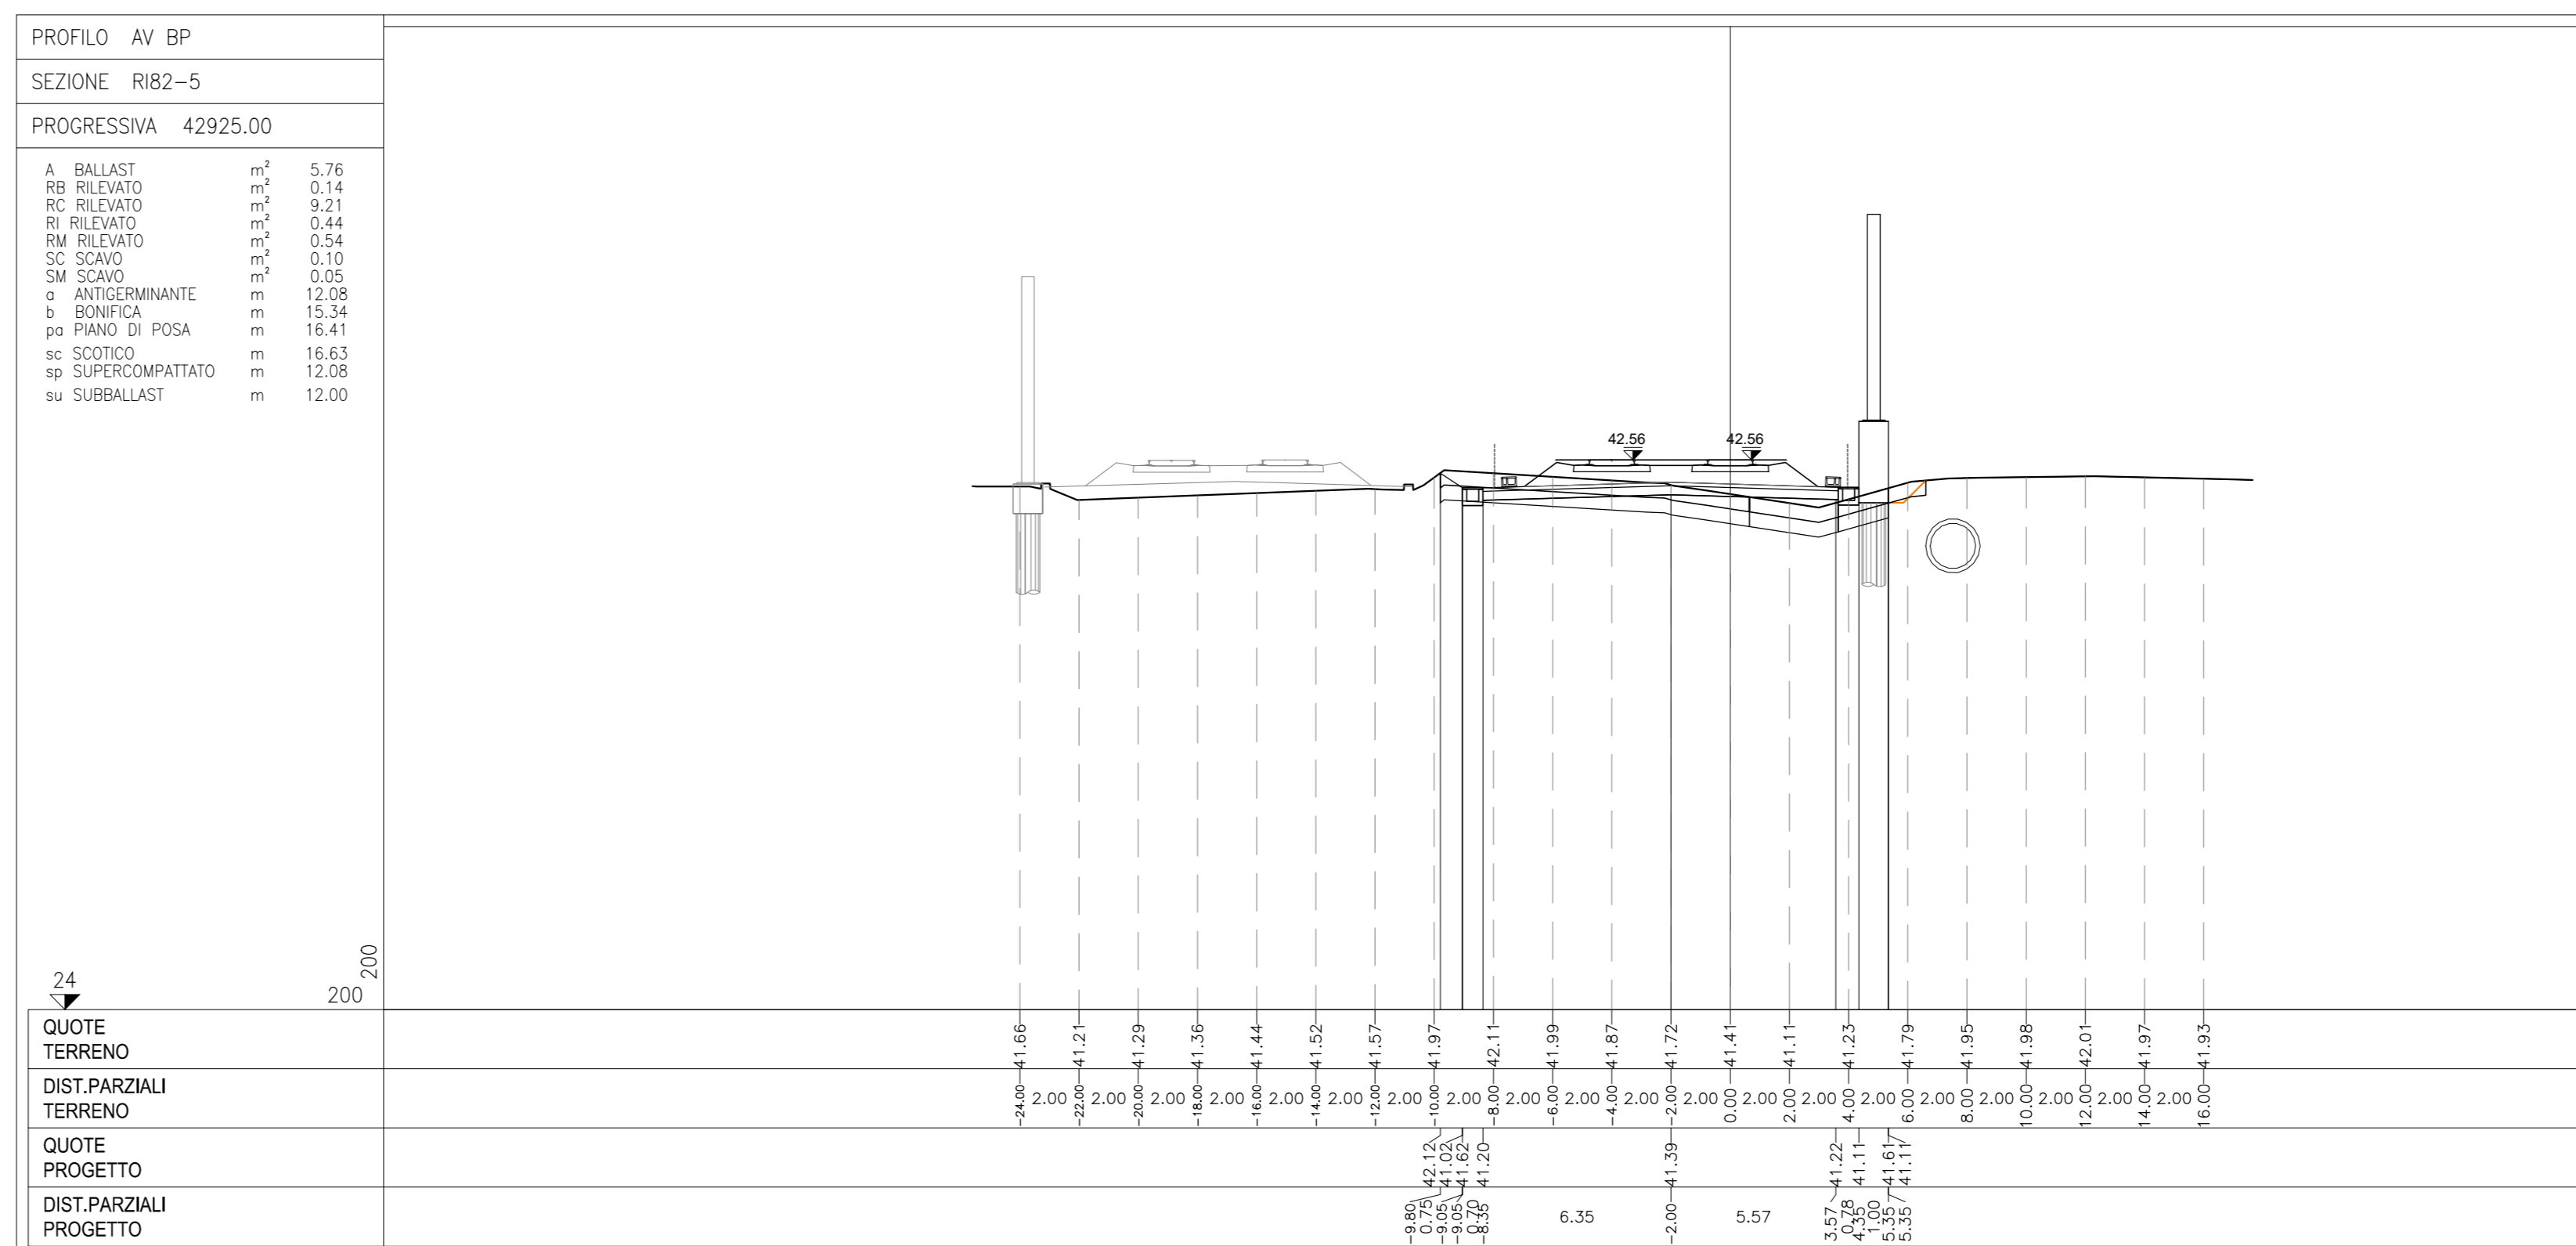 PROFILO AV BP
SEZIONE RI82-5
PROGRESSIVA 42925.00
A BALLAST m² 5.76
RB RILEVATO m² 0.14
RC RILEVATO m² 9.21
RI RILEVATO m² 0.44
RM RILEVATO m² 0.54
SC SCAVO m² 0.10
SM SCAVO m² 0.05
a ANTIGERMINANTE m 12.08
b BONIFICA m 15.34
pa PIANO DI POSA m 16.41
sc SCOTICO m 16.63
sp SUPERCOMPATTATO m 12.08
su SUBBALLAST m 12.00
42.56 42.56
24
200
200
QUOTE
TERRENO
41.66 41.21 41.29 41.36 41.44 41.52 41.57 41.97 42.11 41.99 41.87 41.72 41.41 41.11 41.23 41.79 41.95 41.98 42.01 41.97 41.93
DIST.PARZIALI
TERRENO
-24.00 2.00 -22.00 2.00 -20.00 2.00 -18.00 2.00 -16.00 2.00 -14.00 2.00 -12.00 2.00 -10.00 2.00 -8.00 2.00 -6.00 2.00 -4.00 2.00 -2.00 2.00 0.00 2.00 2.00 2.00 4.00 2.00 6.00 2.00 8.00 2.00 10.00 2.00 12.00 2.00 14.00 2.00 16.00
QUOTE
PROGETTO
42.12 41.02 41.62 41.20 41.39 41.22 41.11 41.61 41.11
DIST.PARZIALI
PROGETTO
-9.80 0.75 -9.05 -9.05 0.70 -8.35 6.35 -2.00 5.57 3.57 0.78 4.35 1.00 5.35 5.35